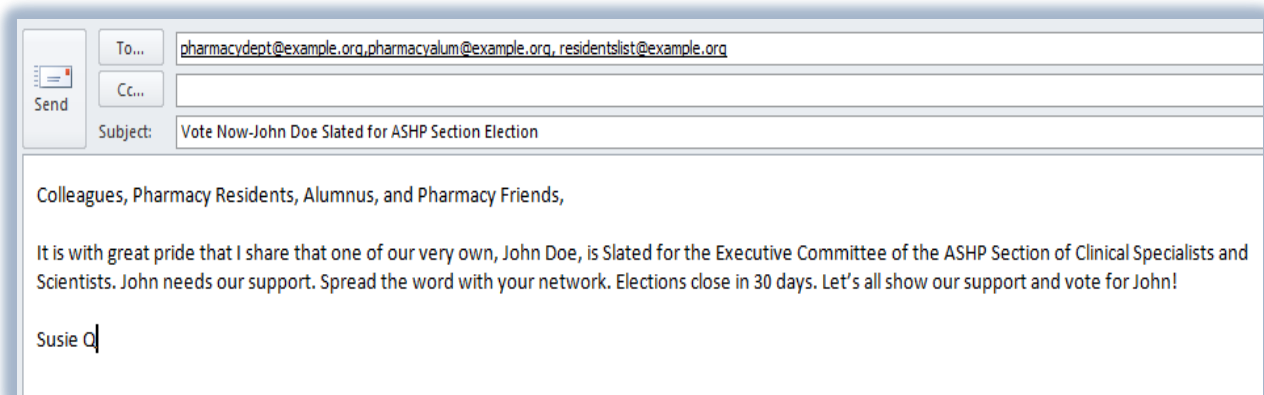 To...
pharmacydept@example.org,pharmacyalum@example.org, residentslist@example.org
Send
Cc...
Subject:
Vote Now-John Doe Slated for ASHP Section Election
Colleagues, Pharmacy Residents, Alumnus, and Pharmacy Friends,
It is with great pride that I share that one of our very own, John Doe, is Slated for the Executive Committee of the ASHP Section of Clinical Specialists and
Scientists. John needs our support. Spread the word with your network. Elections close in 30 days. Let's all show our support and vote for John!
Susie Q